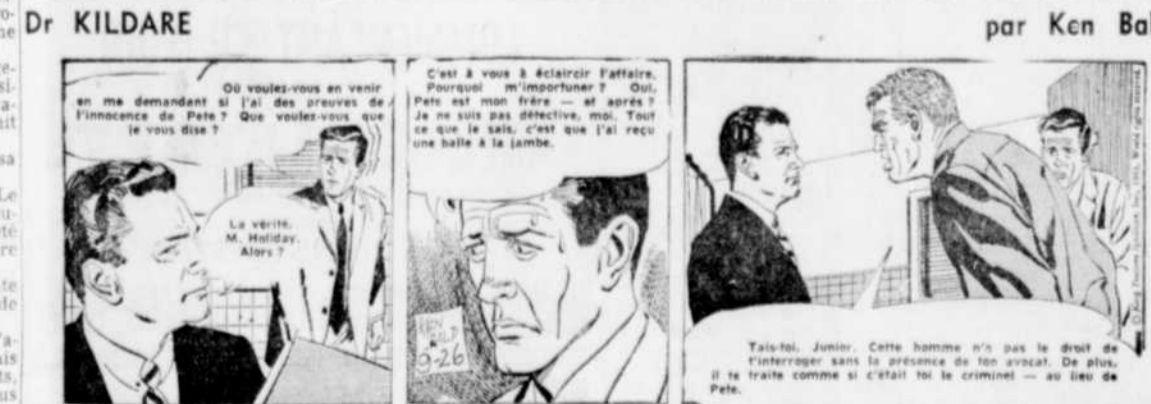 Dr KILDARE
par Ken Bal
Où voulez-vous en venir
en me demandant si j'ai des preuves de
l'innocence de Pete ? Que voulez-vous que
je vous dise ?
La vérité,
M. Holiday.
Alors ?
C'est à vous à éclaircir l'affaire.
Pourquoi m'importuner ? Oui,
Pete est mon frère — et après ?
Je ne suis pas détective, moi. Tout
ce que je sais, c'est que j'ai reçu
une balle à la jambe.
KEN
BALD
9-26
Tais-toi, Junior. Cette homme n'n pas le droit de
t'interroger sans la présence de ton avocat. De plus,
il te traite comme si c'était toi le criminel — au lieu de
Pete.